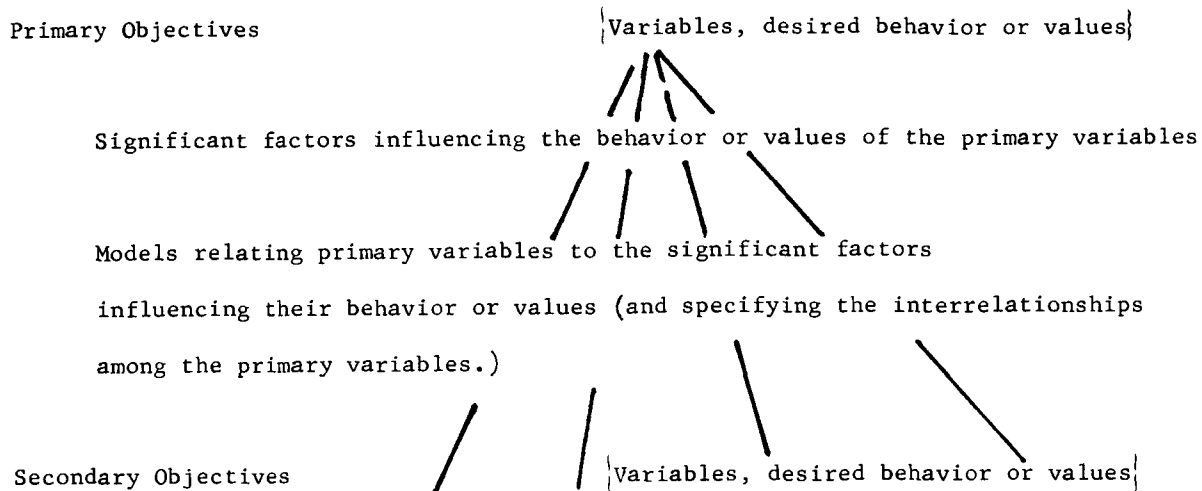 Primary Objectives {Variables, desired behavior or values}
Significant factors influencing the behavior or values of the primary variables
Models relating primary variables to the significant factors
influencing their behavior or values (and specifying the interrelationships
among the primary variables.)
Secondary Objectives {Variables, desired behavior or values}